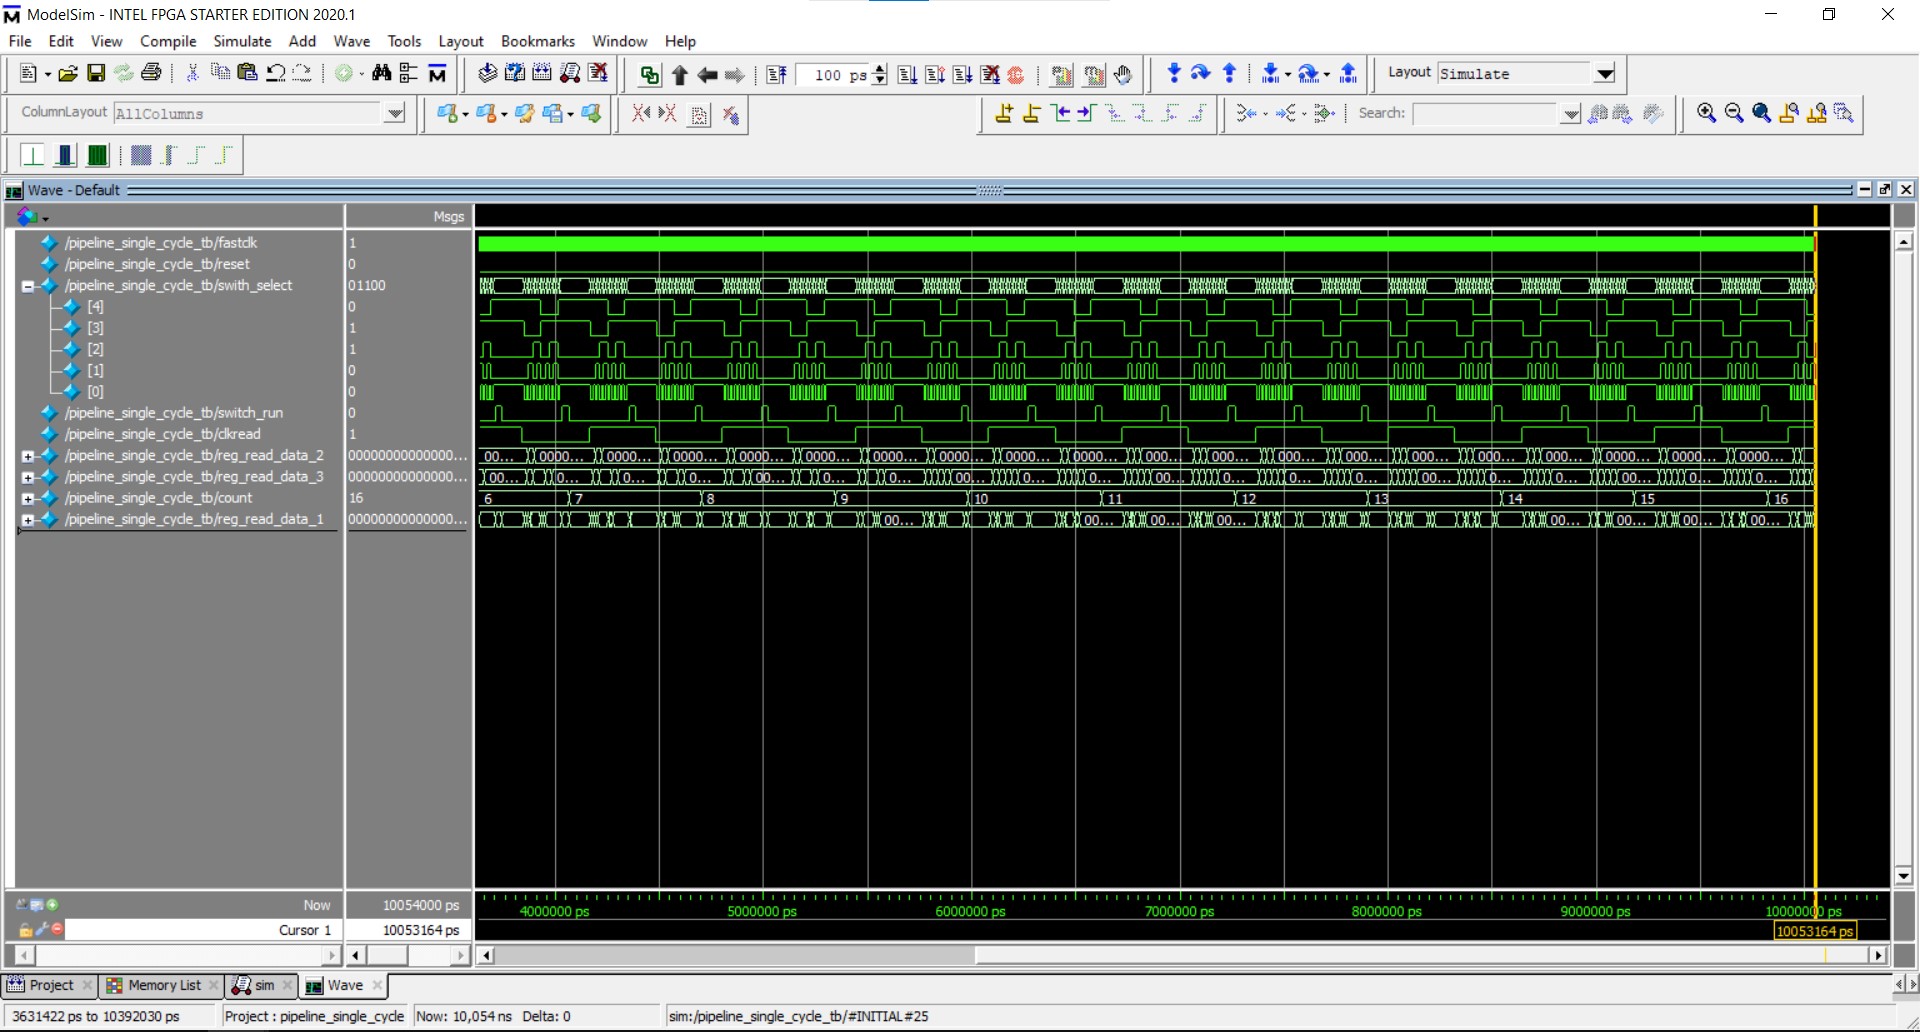 ModelSim - INTEL FPGA STARTER EDITION 2020.1
File Edit View Compile Simulate Add Wave Tools Layout Bookmarks Window Help
100 ps
Layout Simulate
ColumnLayout AllColumns
Search:
Wave - Default
Msgs
/pipeline_single_cycle_tb/fastclk 1
/pipeline_single_cycle_tb/reset 0
/pipeline_single_cycle_tb/swith_select 01100
[4] 0
[3] 1
[2] 1
[1] 0
[0] 0
/pipeline_single_cycle_tb/switch_run 0
/pipeline_single_cycle_tb/clkread 1
/pipeline_single_cycle_tb/reg_read_data_2 00000000000000... 00... 0000... 0000... 0000... 0000... 0000... 0000... 0000... 0000... 0000... 000... 000... 000... 000... 000... 000... 0000... 0000... 0000...
/pipeline_single_cycle_tb/reg_read_data_3 00000000000000... 00... 0... 0... 0... 00... 0... 0... 00... 0... 0... 00... 0... 0... 0... 00... 0... 0... 00... 0... 0...
/pipeline_single_cycle_tb/count 16 6 7 8 9 10 11 12 13 14 15 16
/pipeline_single_cycle_tb/reg_read_data_1 00000000000000... 00... 00... 00... 00... 00... 00... 00... 00...
Now 10054000 ps
4000000 ps 5000000 ps 6000000 ps 7000000 ps 8000000 ps 9000000 ps 10000000 ps
Cursor 1 10053164 ps
10053164 ps
Project Memory List sim Wave
3631422 ps to 10392030 ps Project : pipeline_single_cycle Now: 10,054 ns Delta: 0 sim:/pipeline_single_cycle_tb/#INITIAL#25